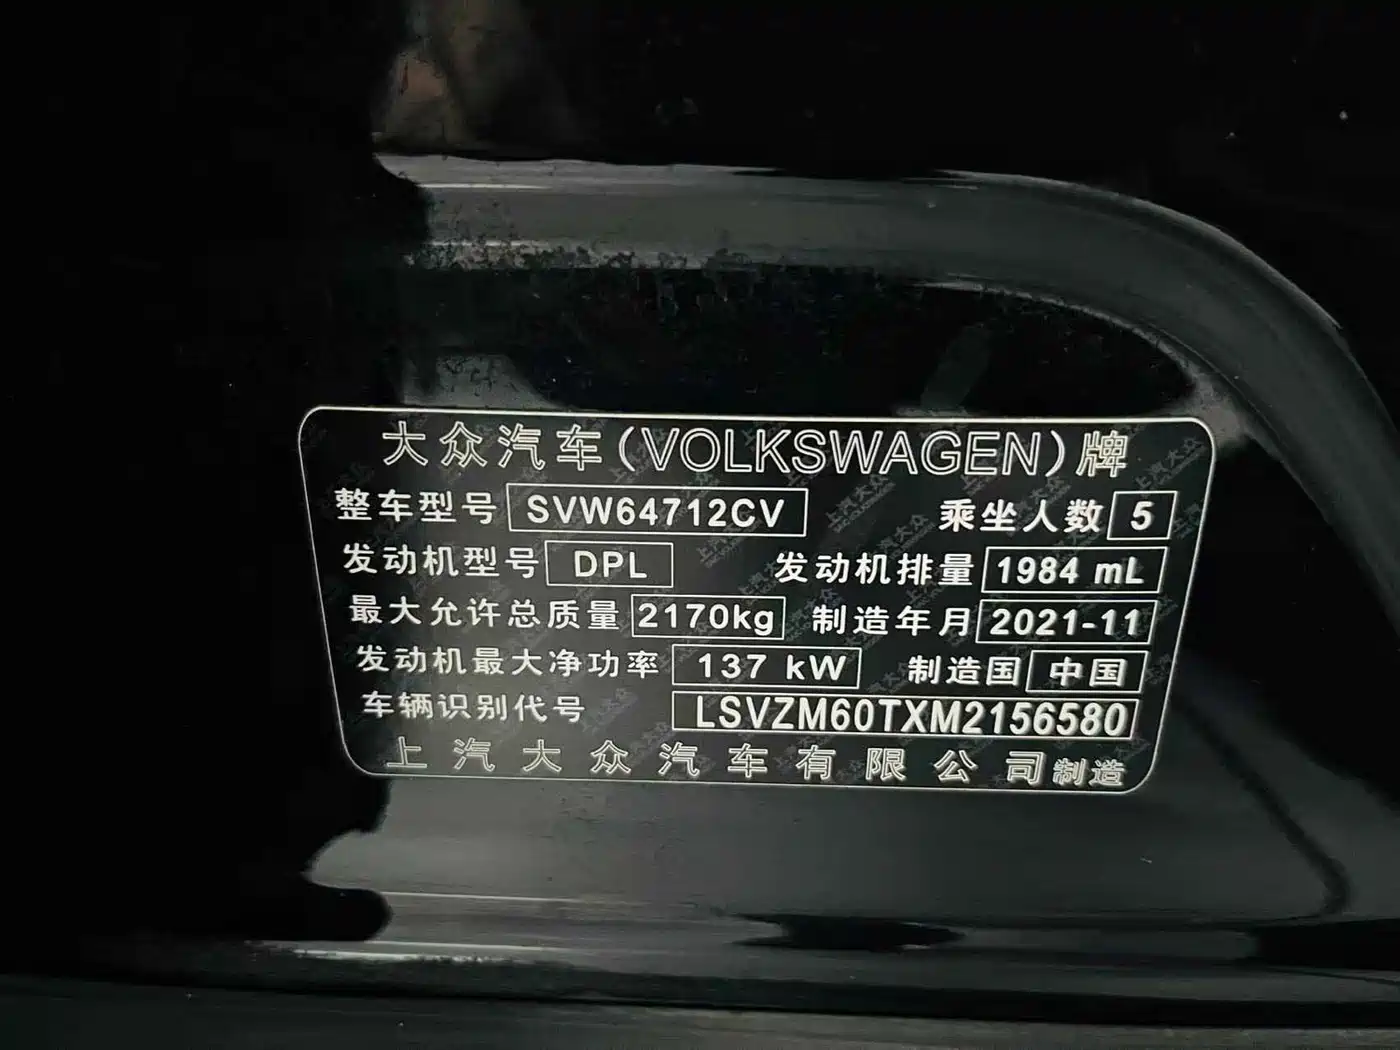 大众汽车(VOLKSWAGEN)牌
整车型号 SVW64712CV 乘坐人数 5
发动机型号 DPL 发动机排量 1984 mL
最大允许总质量 2170kg 制造年月 2021-11
发动机最大净功率 137 kW 制造国 中国
车辆识别代号 LSVZM60TXM2156580
上汽大众汽车有限公司制造